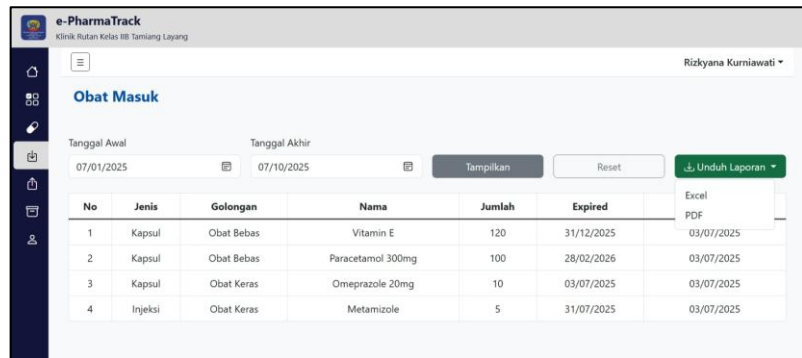 e-PharmaTrack
Klinik Rutan Kelas IIB Tamiang Layang
Rizkyana Kurniawati
Obat Masuk
Tanggal Awal Tanggal Akhir
07/01/2025 07/10/2025 Tampilkan Reset Unduh Laporan
Excel
PDF
No Jenis Golongan Nama Jumlah Expired
1 Kapsul Obat Bebas Vitamin E 120 31/12/2025 03/07/2025
2 Kapsul Obat Bebas Paracetamol 300mg 100 28/02/2026 03/07/2025
3 Kapsul Obat Keras Omeprazole 20mg 10 03/07/2025 03/07/2025
4 Injeksi Obat Keras Metamizole 5 31/07/2025 03/07/2025